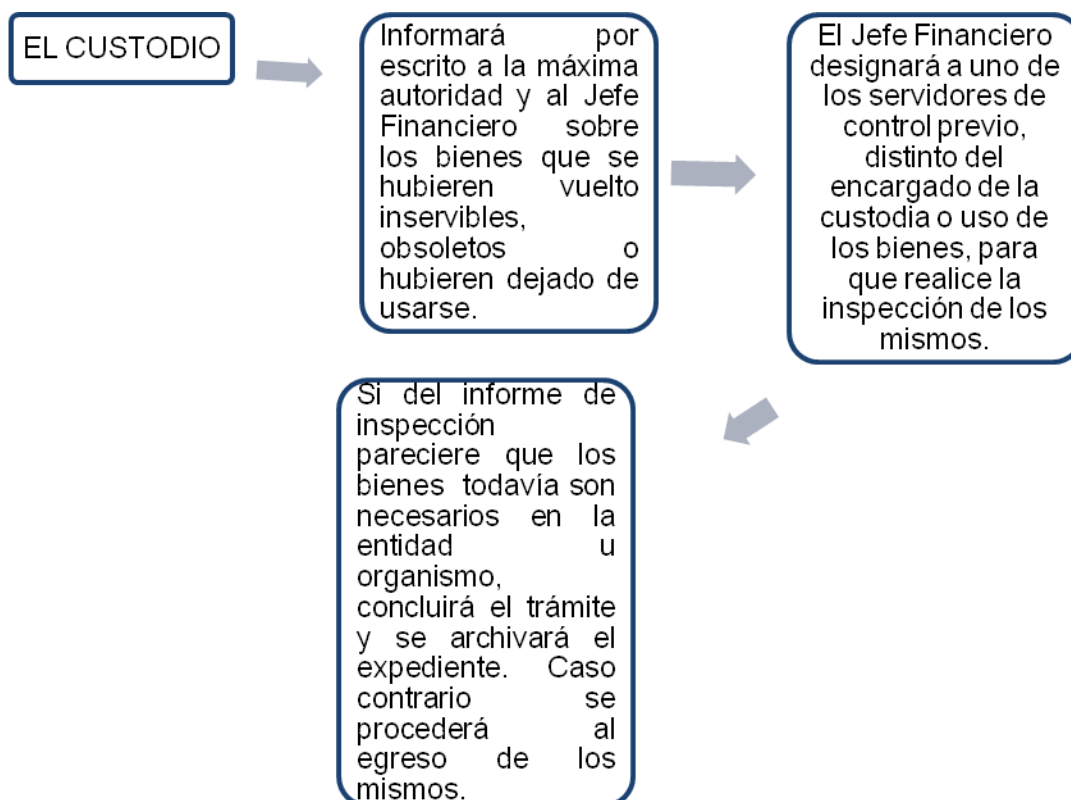 EL CUSTODIO
Informará por
escrito a la máxima
autoridad y al Jefe
Financiero sobre
los bienes que se
hubieren vuelto
inservibles,
obsoletos o
hubieren dejado de
usarse.
El Jefe Financiero
designará a uno de
los servidores de
control previo,
distinto del
encargado de la
custodia o uso de
los bienes, para
que realice la
inspección de los
mismos.
Si del informe de
inspección
pareciere que los
bienes todavía son
necesarios en la
entidad u
organismo,
concluirá el trámite
y se archivará el
expediente. Caso
contrario se
procederá al
egreso de los
mismos.